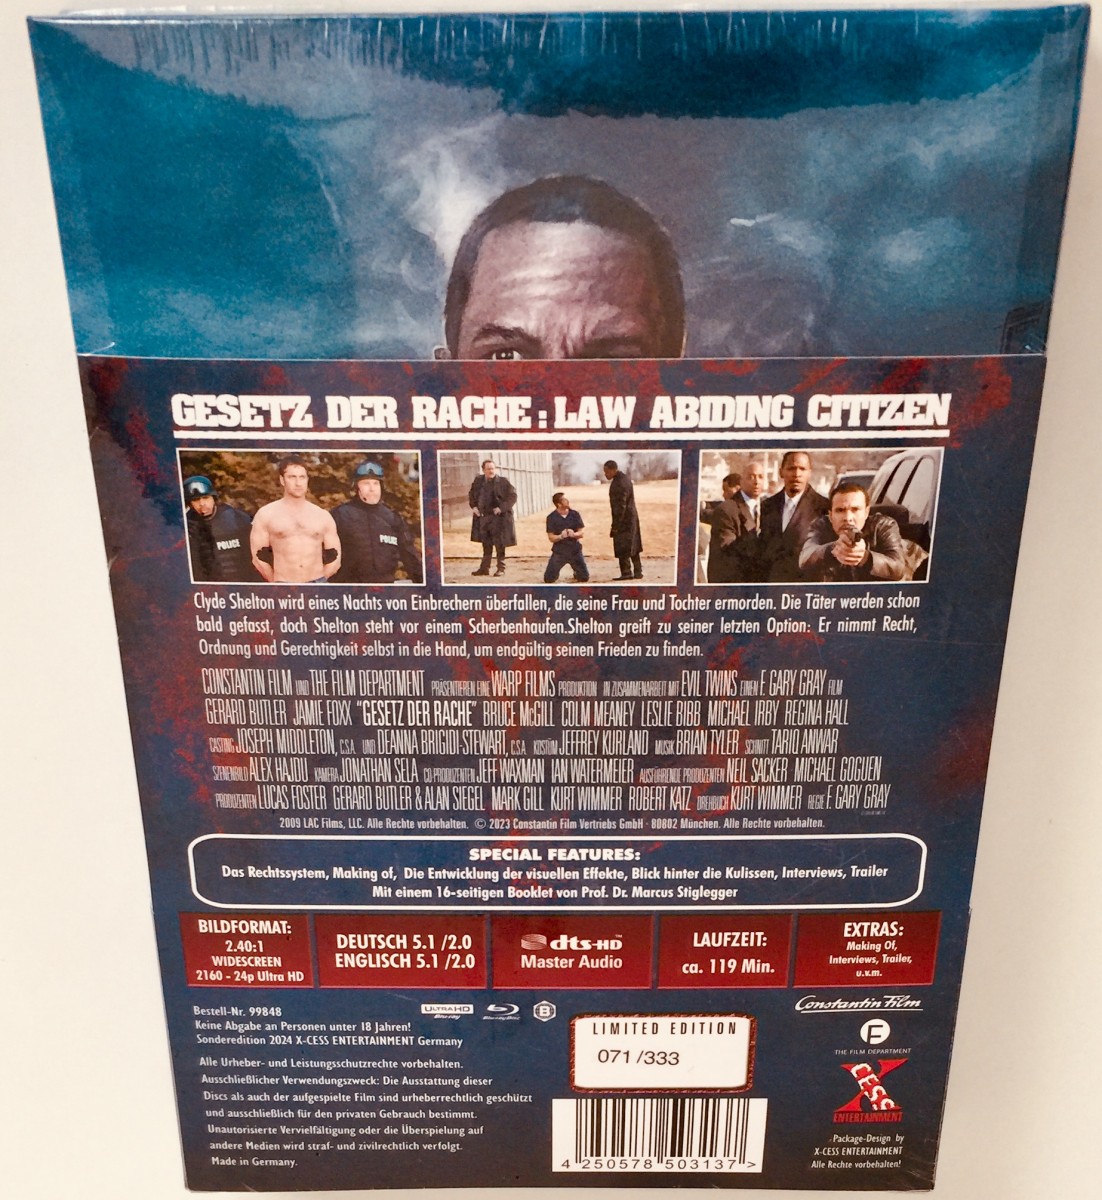 GESETZ DER RACHE : LAW ABIDING CITIZEN
POLICE
POLICE
Clyde Shelton wird eines Nachts von Einbrechern überfallen, die seine Frau und Tochter ermorden. Die Täter werden schon
bald gefasst, doch Shelton steht vor einem Scherbenhaufen.Shelton greift zu seiner letzten Option: Er nimmt Recht,
Ordnung und Gerechtigkeit selbst in die Hand, um endgültig seinen Frieden zu finden.
CONSTANTIN FILM UND THE FILM DEPARTMENT PRÄSENTIEREN EINE WARP FILMS PRODUKTION IN ZUSAMMENARBEIT MIT EVIL TWINS EINEN F. GARY GRAY FILM
GERARD BUTLER JAMIE FOXX "GESETZ DER RACHE" BRUCE McGILL COLM MEANEY LESLIE BIBB MICHAEL IRBY REGINA HALL
CASTING JOSEPH MIDDLETON, C.S.A. UND DEANNA BRIGIDI-STEWART, C.S.A. KOSTÜM JEFFREY KURLAND MUSIK BRIAN TYLER SCHNITT TARIQ ANWAR
SZENENBILD ALEX HAJDU KAMERA JONATHAN SELA CO PRODUZENTEN JEFF WAXMAN IAN WATERMEIER AUSFÜHRENDE PRODUZENTEN NEIL SACKER MICHAEL GOGUEN
PRODUZENTEN LUCAS FOSTER GERARD BUTLER & ALAN SIEGEL MARK GILL KURT WIMMER ROBERT KATZ DREHBUCH KURT WIMMER REGIE F. GARY GRAY
2009 LAC Films, LLC. Alle Rechte vorbehalten. © 2023 Constantin Film Vertriebs GmbH · 80802 München. Alle Rechte vorbehalten.
SPECIAL FEATURES:
Das Rechtssystem, Making of, Die Entwicklung der visuellen Effekte, Blick hinter die Kulissen, Interviews, Trailer
Mit einem 16-seitigen Booklet von Prof. Dr. Marcus Stiglegger
BILDFORMAT:
2.40:1
WIDESCREEN
2160 - 24p Ultra HD
DEUTSCH 5.1 /2.0
ENGLISCH 5.1 /2.0
dts-HD™
Master Audio
LAUFZEIT:
ca. 119 Min.
EXTRAS:
Making Of,
Interviews, Trailer,
u.v.m.
Bestell-Nr. 99848
Keine Abgabe an Personen unter 18 Jahren!
Sonderedition 2024 X-CESS ENTERTAINMENT Germany
Alle Urheber- und Leistungsschutzrechte vorbehalten.
Ausschließlicher Verwendungszweck: Die Ausstattung dieser
Discs als auch der aufgespielte Film sind urheberrechtlich geschützt
und ausschließlich für den privaten Gebrauch bestimmt.
Unautorisierte Vervielfältigung oder die Überspielung auf
andere Medien wird straf- und zivilrechtlich verfolgt.
Made in Germany.
ULTRA HD
Blu-ray
Blu-ray Disc
B
LIMITED EDITION
071 /333
4 250578 503137 >
Constantin Film
F
THE FILM DEPARTMENT
X CESS
ENTERTAINMENT
Package-Design by
X-CESS ENTERTAINMENT
Alle Rechte vorbehalten!